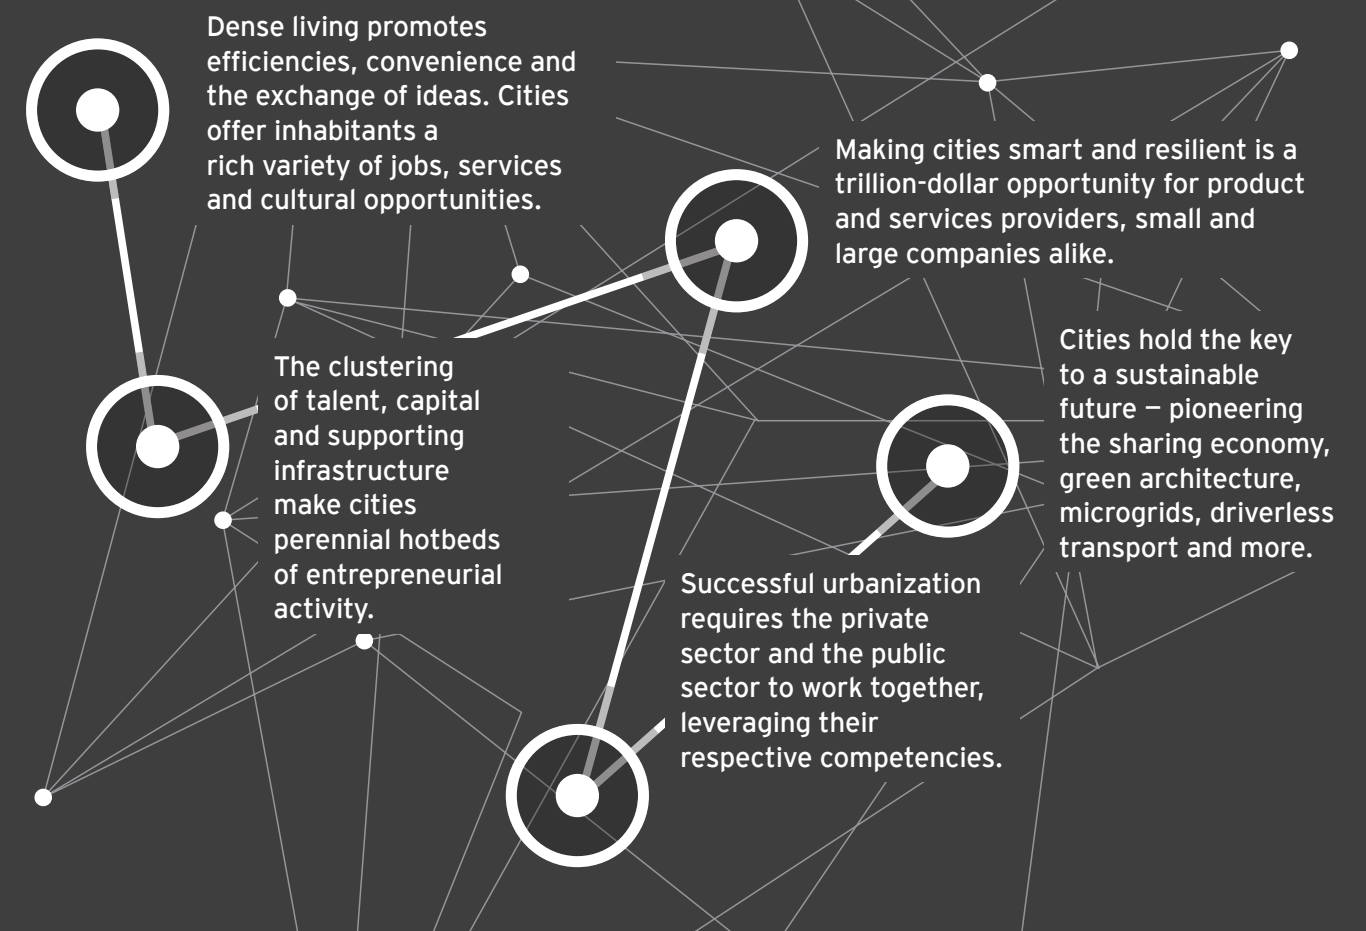 Dense living promotes
efficiencies, convenience and
the exchange of ideas. Cities
offer inhabitants a
rich variety of jobs, services
and cultural opportunities.
The clustering
of talent, capital
and supporting
infrastructure
make cities
perennial hotbeds
of entrepreneurial
activity.
Making cities smart and resilient is a
trillion-dollar opportunity for product
and services providers, small and
large companies alike.
Successful urbanization
requires the private
sector and the public
sector to work together,
leveraging their
respective competencies.
Cities hold the key
to a sustainable
future – pioneering
the sharing economy,
green architecture,
microgrids, driverless
transport and more.